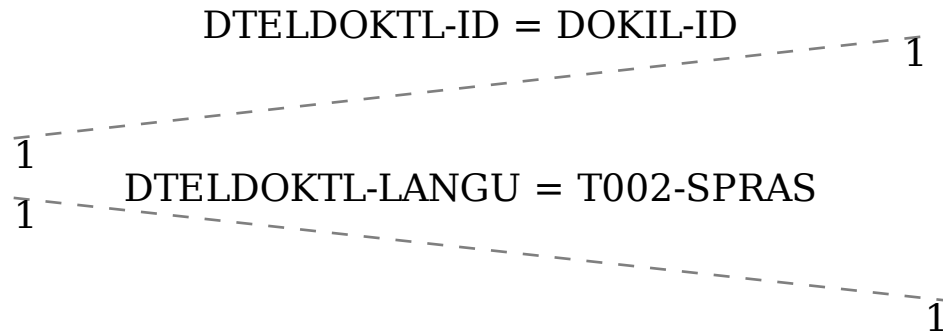 DTELDOKTL-ID = DOKIL-ID
1
1
DTELDOKTL-LANGU = T002-SPRAS
1
1